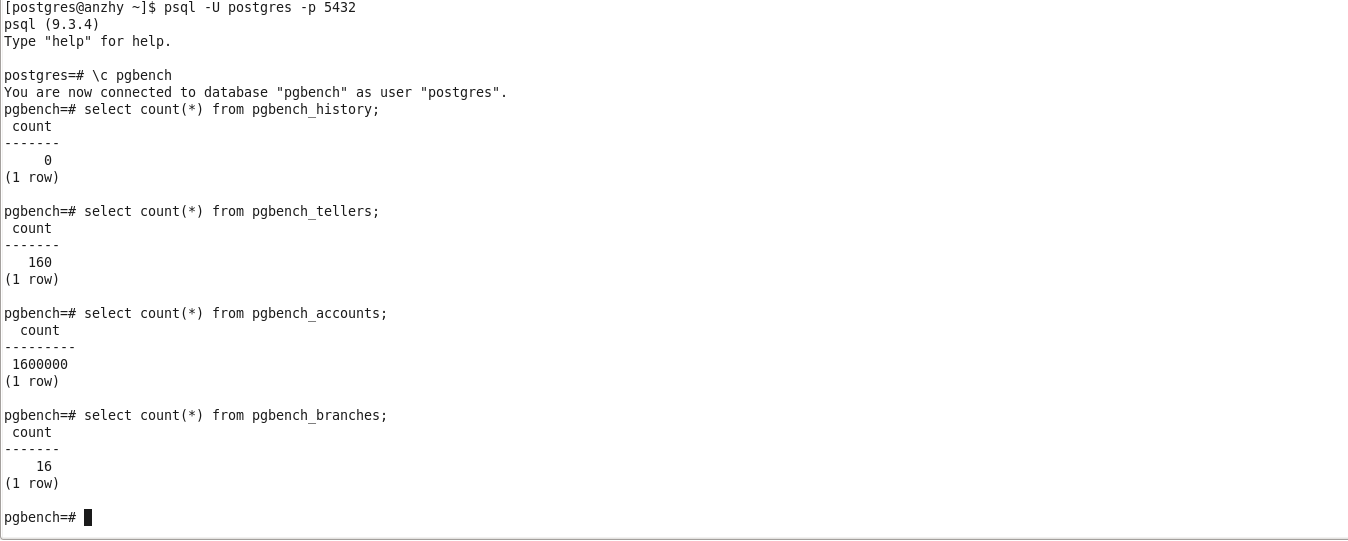 [postgres@anzhy ~]$ psql -U postgres -p 5432
psql (9.3.4)
Type "help" for help.
postgres=# \c pgbench
You are now connected to database "pgbench" as user "postgres".
pgbench=# select count(*) from pgbench_history;
 count
-------
     0
(1 row)
pgbench=# select count(*) from pgbench_tellers;
 count
-------
   160
(1 row)
pgbench=# select count(*) from pgbench_accounts;
  count
---------
 1600000
(1 row)
pgbench=# select count(*) from pgbench_branches;
 count
-------
    16
(1 row)
pgbench=#